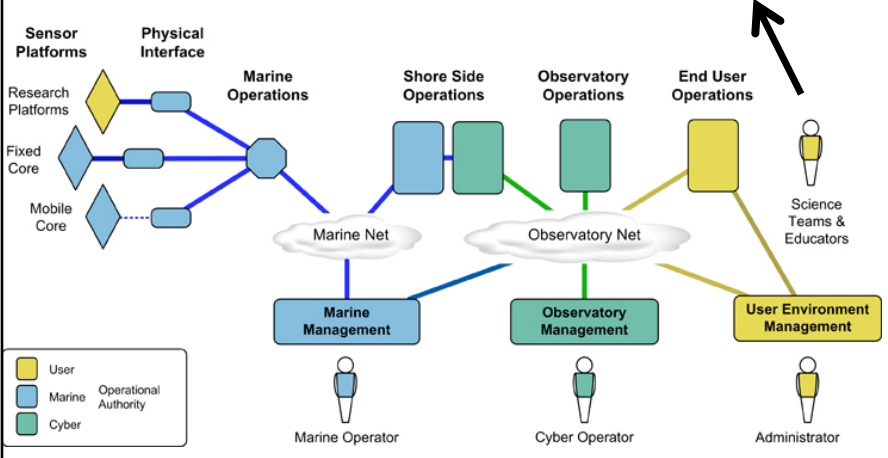 Sensor
Platforms
Physical
Interface
Marine
Operations
Shore Side
Operations
Observatory
Operations
End User
Operations
Research
Platforms
Fixed
Core
Mobile
Core
Marine Net
Observatory Net
Science
Teams &
Educators
Marine
Management
Observatory
Management
User Environment
Management
User
Marine
Cyber
Operational
Authority
Marine Operator
Cyber Operator
Administrator